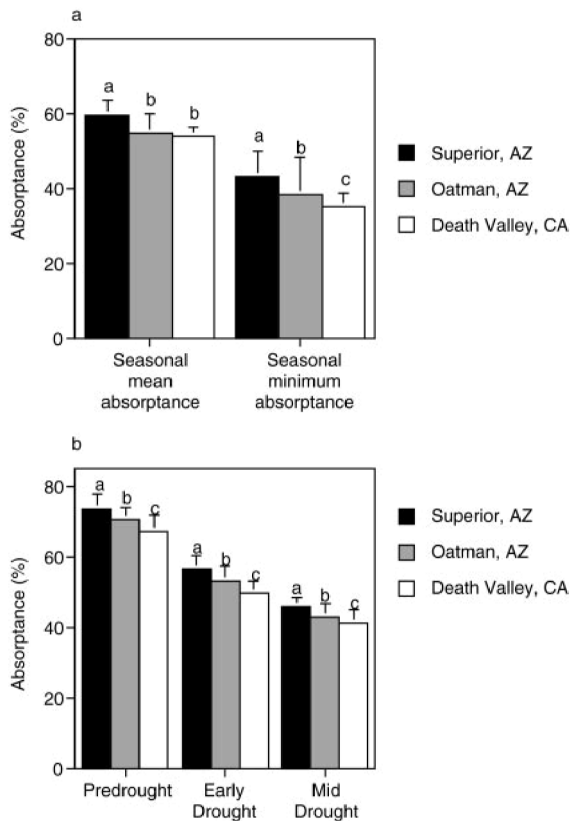 a
80
60
40
20
0
Absorptance (%)
a
b
b
a
b
c
Superior, AZ
Oatman, AZ
Death Valley, CA
Seasonal
mean
absorptance
Seasonal
minimum
absorptance
b
80
60
40
20
0
Absorptance (%)
a
b
c
a
b
c
a
b
c
Superior, AZ
Oatman, AZ
Death Valley, CA
Predrought
Early
Drought
Mid
Drought